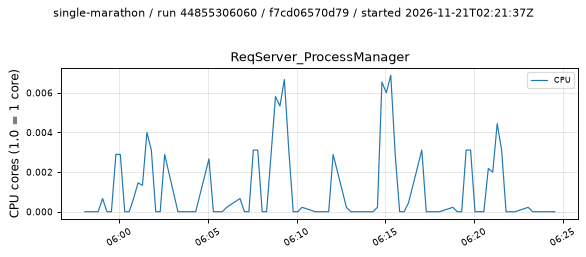 single-marathon / run 44855306060 / f7cd06570d79 / started 2026-11-21T02:21:37Z
ReqServer_ProcessManager
CPU
CPU cores (1.0 = 1 core)
0.006
0.004
0.002
0.000
06:00
06:05
06:10
06:15
06:20
06:25